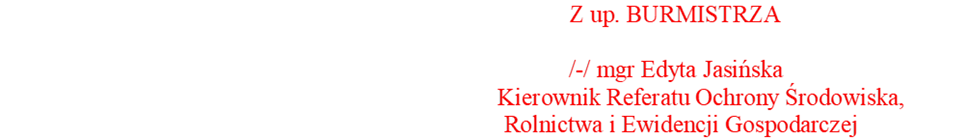 Z up. BURMISTRZA
/-/ mgr Edyta Jasińska
Kierownik Referatu Ochrony Środowiska,
Rolnictwa i Ewidencji Gospodarczej